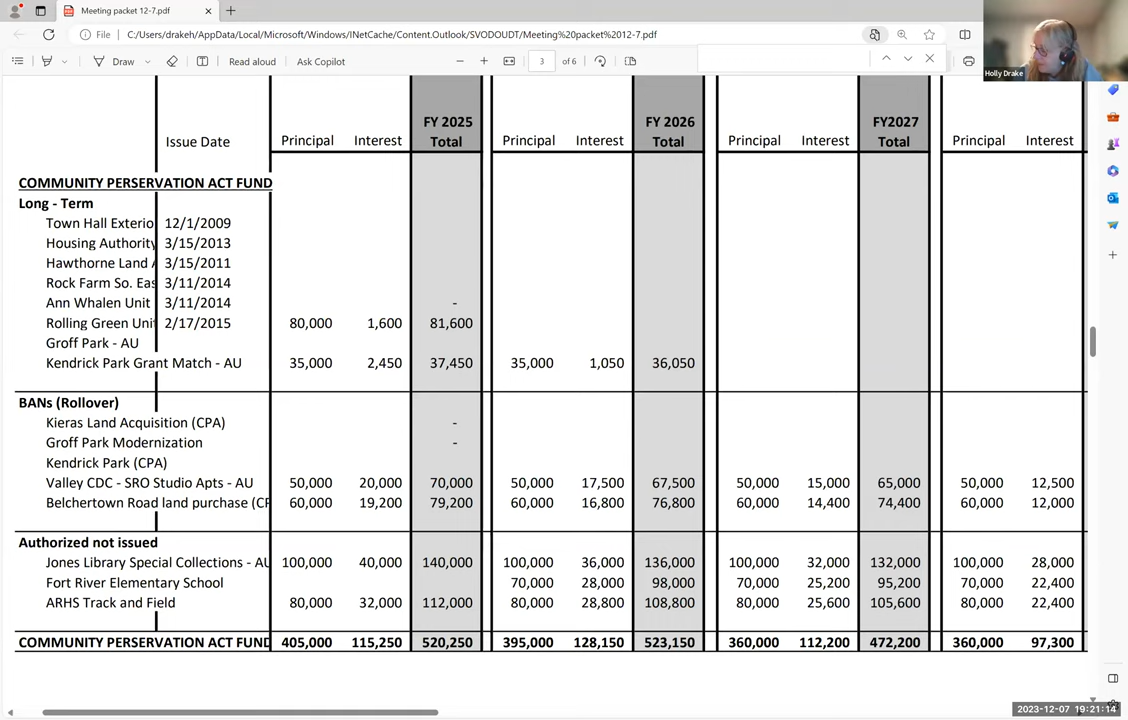 Meeting packet 12-7.pdf
File C:/Users/drakeh/AppData/Local/Microsoft/Windows/INetCache/Content.Outlook/SVODOUDT/Meeting%20packet%2012-7.pdf
Draw Read aloud Ask Copilot 3 of 6
Holly Drake
FY 2025 FY 2026 FY2027
Issue Date Principal Interest Total Principal Interest Total Principal Interest Total Principal Interest
COMMUNITY PERSERVATION ACT FUND
Long - Term
Town Hall Exterio 12/1/2009
Housing Authority 3/15/2013
Hawthorne Land A 3/15/2011
Rock Farm So. Eas 3/11/2014
Ann Whalen Unit 3/11/2014 -
Rolling Green Unit 2/17/2015 80,000 1,600 81,600
Groff Park - AU
Kendrick Park Grant Match - AU 35,000 2,450 37,450 35,000 1,050 36,050
BANs (Rollover)
Kieras Land Acquisition (CPA) -
Groff Park Modernization -
Kendrick Park (CPA)
Valley CDC - SRO Studio Apts - AU 50,000 20,000 70,000 50,000 17,500 67,500 50,000 15,000 65,000 50,000 12,500
Belchertown Road land purchase (CP 60,000 19,200 79,200 60,000 16,800 76,800 60,000 14,400 74,400 60,000 12,000
Authorized not issued
Jones Library Special Collections - AU 100,000 40,000 140,000 100,000 36,000 136,000 100,000 32,000 132,000 100,000 28,000
Fort River Elementary School 70,000 28,000 98,000 70,000 25,200 95,200 70,000 22,400
ARHS Track and Field 80,000 32,000 112,000 80,000 28,800 108,800 80,000 25,600 105,600 80,000 22,400
COMMUNITY PERSERVATION ACT FUND 405,000 115,250 520,250 395,000 128,150 523,150 360,000 112,200 472,200 360,000 97,300
2023-12-07 19:21:14